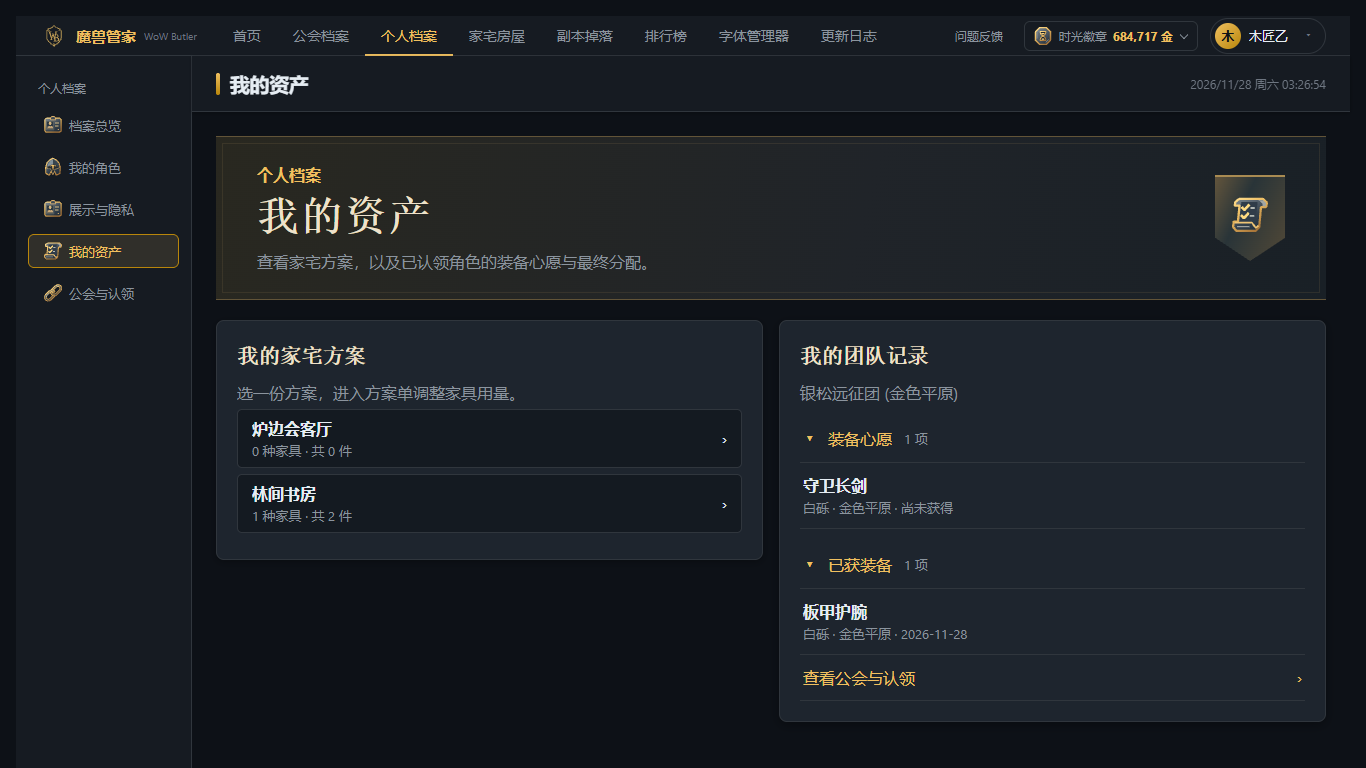 魔兽管家 WoW Butler 首页 公会档案 个人档案 家宅房屋 副本掉落 排行榜 字体管理器 更新日志 问题反馈 时光徽章 684,717 金 木 木匠乙
个人档案
档案总览
我的角色
展示与隐私
我的资产
公会与认领
我的资产 2026/11/28 周六 03:26:54
个人档案
我的资产
查看家宅方案，以及已认领角色的装备心愿与最终分配。
我的家宅方案
选一份方案，进入方案单调整家具用量。
炉边会客厅
0 种家具 · 共 0 件
林间书房
1 种家具 · 共 2 件
我的团队记录
银松远征团 (金色平原)
装备心愿 1 项
守卫长剑
白砾 · 金色平原 · 尚未获得
已获装备 1 项
板甲护腕
白砾 · 金色平原 · 2026-11-28
查看公会与认领